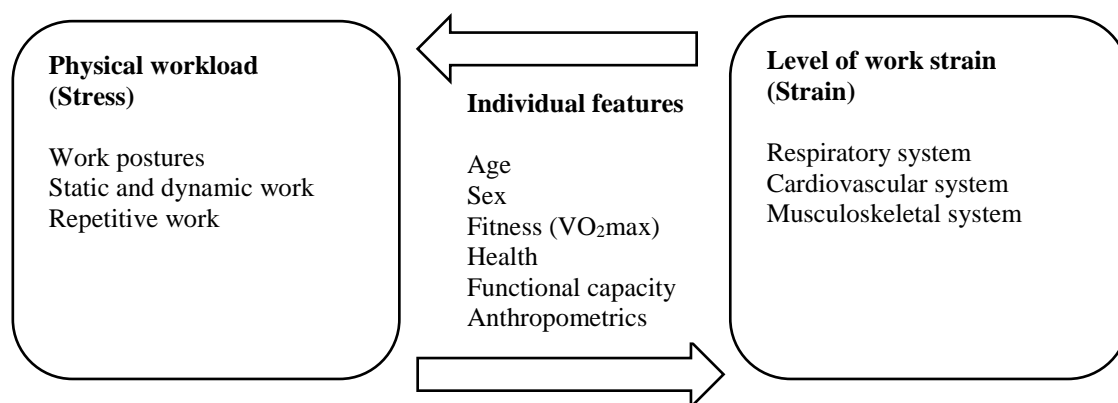 Physical workload
(Stress)
Work postures
Static and dynamic work
Repetitive work
Individual features
Age
Sex
Fitness (VO₂max)
Health
Functional capacity
Anthropometrics
Level of work strain
(Strain)
Respiratory system
Cardiovascular system
Musculoskeletal system